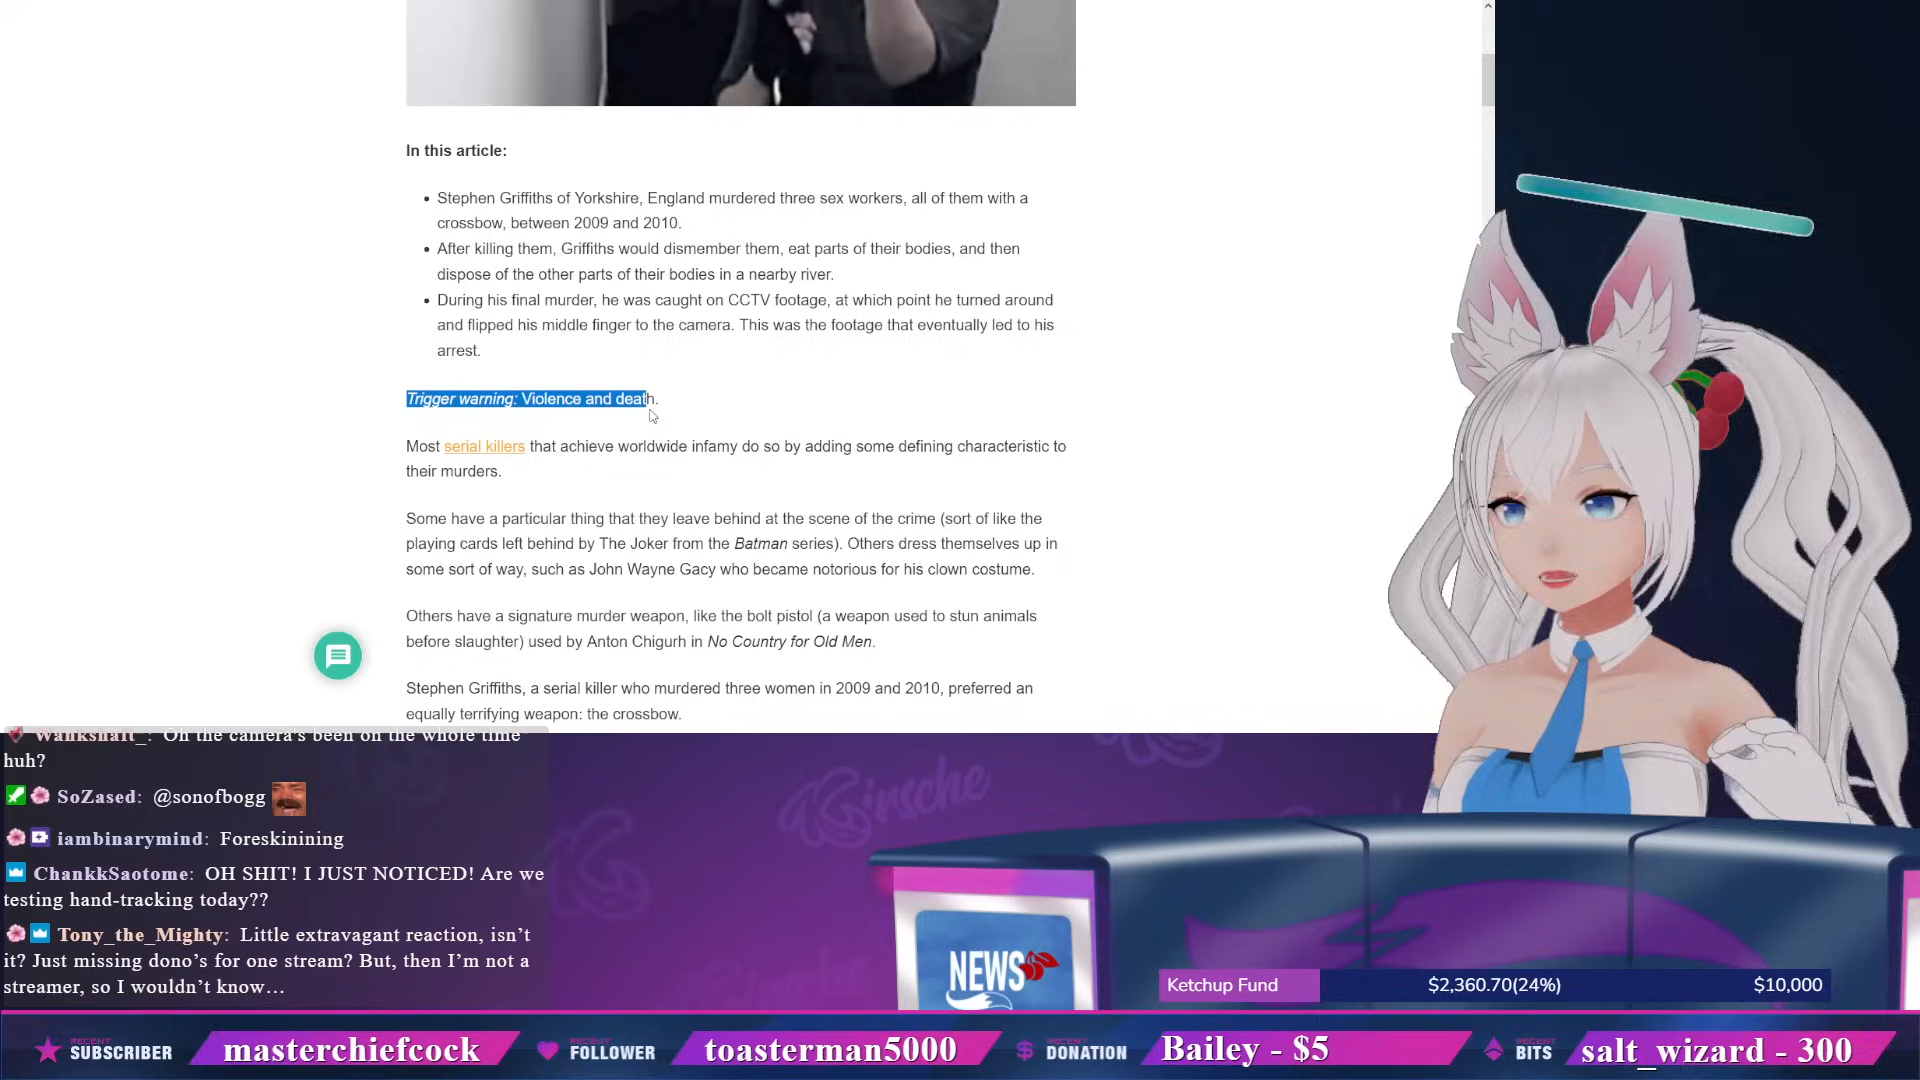 In this article:
Stephen Griffiths of Yorkshire, England murdered three sex workers, all of them with a
crossbow, between 2009 and 2010.
After killing them, Griffiths would dismember them, eat parts of their bodies, and then
dispose of the other parts of their bodies in a nearby river.
During his final murder, he was caught on CCTV footage, at which point he turned around
and flipped his middle finger to the camera. This was the footage that eventually led to his
arrest.
Trigger warning: Violence and death.
Most serial killers that achieve worldwide infamy do so by adding some defining characteristic to
their murders.
Some have a particular thing that they leave behind at the scene of the crime (sort of like the
playing cards left behind by The Joker from the Batman series). Others dress themselves up in
some sort of way, such as John Wayne Gacy who became notorious for his clown costume.
Others have a signature murder weapon, like the bolt pistol (a weapon used to stun animals
before slaughter) used by Anton Chigurh in No Country for Old Men.
Stephen Griffiths, a serial killer who murdered three women in 2009 and 2010, preferred an
equally terrifying weapon: the crossbow.
Wankshaft_: Oh the camera's been on the whole time
huh?
SoZased: @sonofbogg
iambinarymind: Foreskinining
ChankkSaotome: OH SHIT! I JUST NOTICED! Are we
testing hand-tracking today??
Tony_the_Mighty: Little extravagant reaction, isn't
it? Just missing dono's for one stream? But, then I'm not a
streamer, so I wouldn't know…
Ginsche
NEWS
Ketchup Fund $2,360.70(24%) $10,000
RECENT SUBSCRIBER masterchiefcock RECENT FOLLOWER toasterman5000 RECENT DONATION Bailey - $5 RECENT BITS salt_wizard - 300